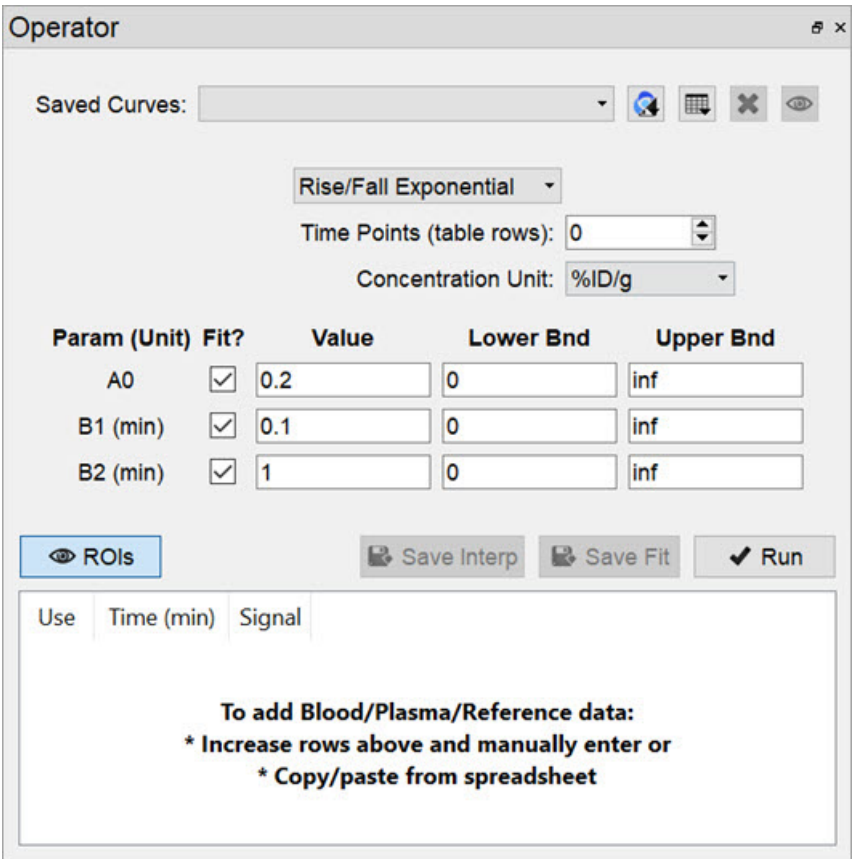 Operator
Saved Curves:
Rise/Fall Exponential
Time Points (table rows): 0
Concentration Unit: %ID/g
Param (Unit) Fit? Value Lower Bnd Upper Bnd
A0 0.2 0 inf
B1 (min) 0.1 0 inf
B2 (min) 1 0 inf
ROIs Save Interp Save Fit Run
Use Time (min) Signal
To add Blood/Plasma/Reference data:
* Increase rows above and manually enter or
* Copy/paste from spreadsheet